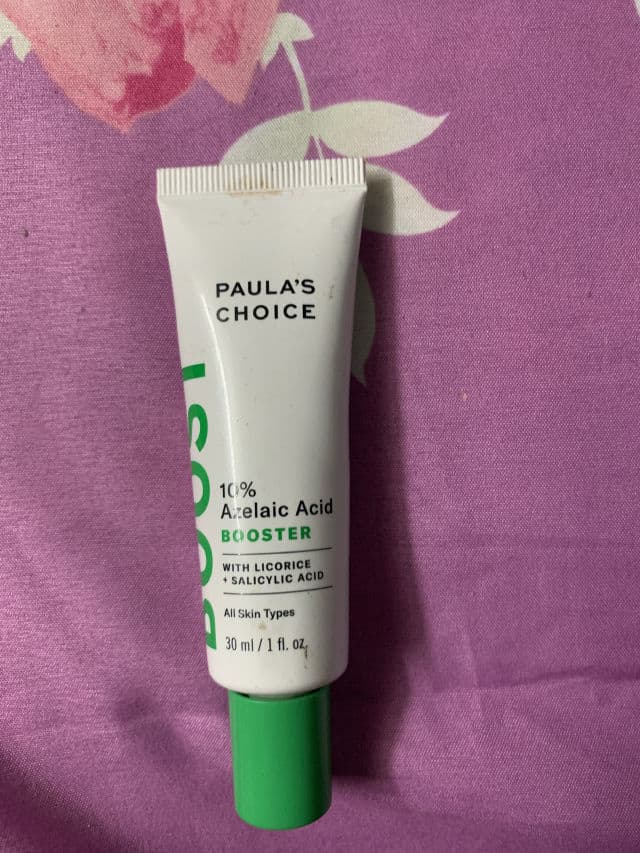 PAULA'S
CHOICE
BOOST
10%
Azelaic Acid
BOOSTER
WITH LICORICE
+ SALICYLIC ACID
All Skin Types
30 ml / 1 fl. oz.